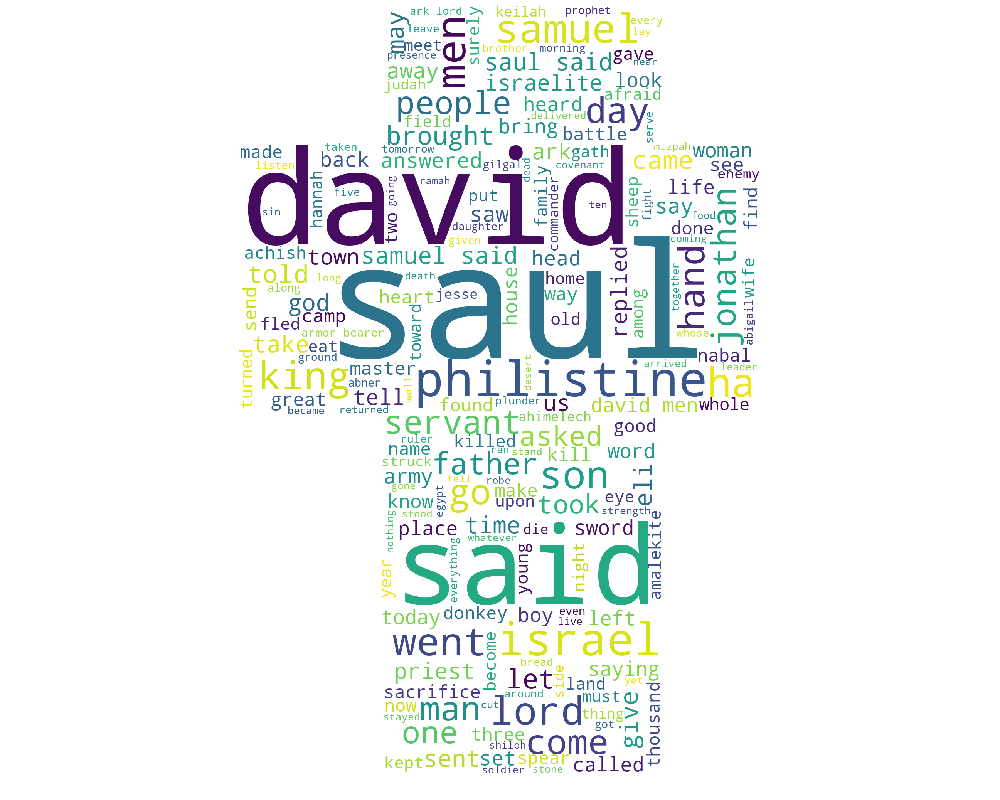 ark lord keilah prophet every
leave may men surely samuel lay
meet presence brother morning gave near
away saul said
judah israelite look
people heard afraid
field delivered day serve
brought bring battle mizpah
made taken tomorrow answered gilgal ark gath covenant came woman
listen back dead see enemy
david
hannah five two going ramah put family commander sheep fight life find
sin saw daughter ten say food
given done coming jonathan
achish town samuel said head hand
told long death house home replied together abigail wife
along god heart jesse way among
send saul
fled camp armor bearer toward old whose
take eat ground master arrived nabal
turned king abner well philistine desert ha leader
great tell plunder
became returned found us david men whole
servant ahimelech good
ruler killed asked
name ran stand kill word
struck father son eli
army fell robe
gone go make eye
know egypt upon took strength
stood
place time die sword amalekite
nothing whatever
said
year everything young night
today donkey boy even left
live
went israel
become bread saying
priest let side land yet
sacrifice around must give thousand
now man cut lord thing
stayed got
one three come
shiloh
kept sent set spear called
soldier stone